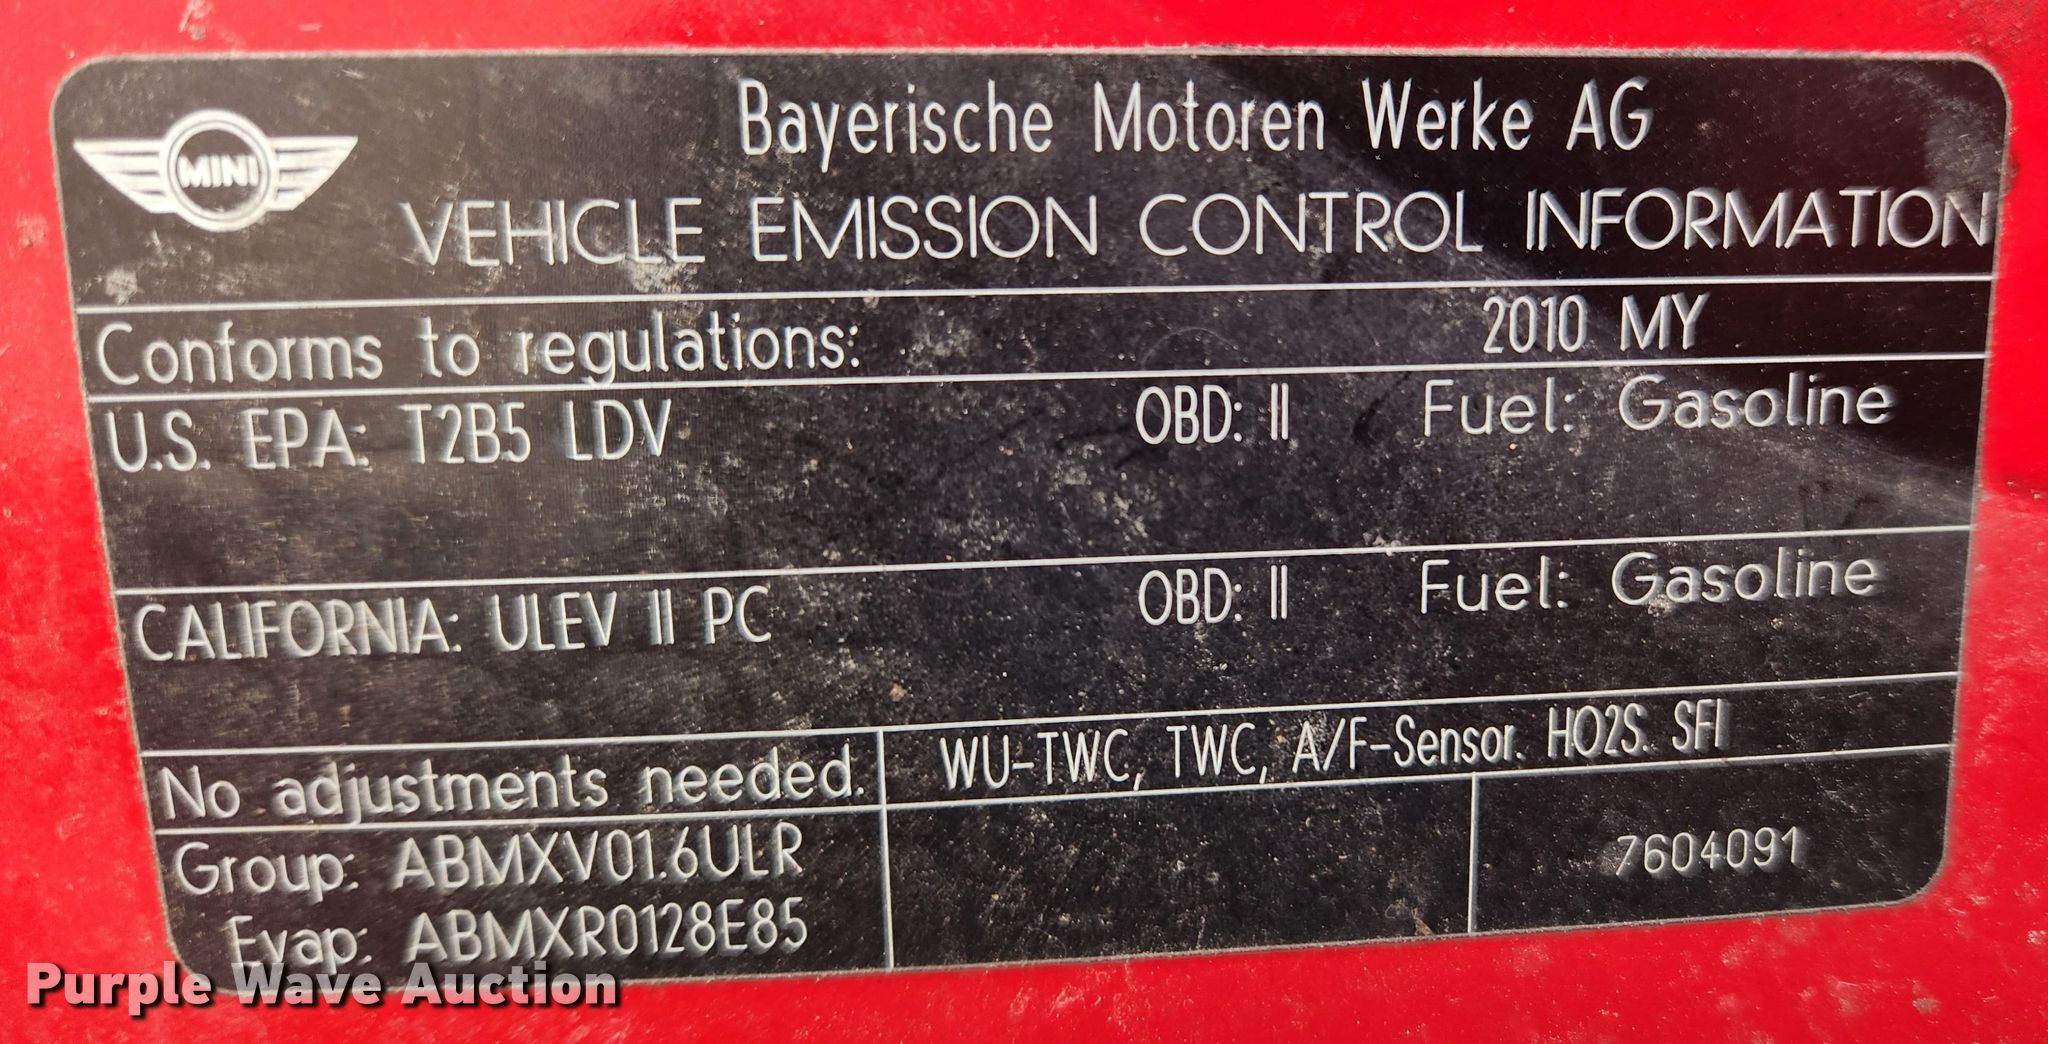 MINI
Bayerische Motoren Werke AG
VEHICLE EMISSION CONTROL INFORMATION
Conforms to regulations: 2010 MY
U.S. EPA: T2B5 LDV OBD: II Fuel: Gasoline
CALIFORNIA: ULEV II PC OBD: II Fuel: Gasoline
No adjustments needed. WU-TWC, TWC, A/F-Sensor. HO2S. SFI
Group: ABMXV01.6ULR 7604091
Evap: ABMXR0128E85
Purple Wave Auction